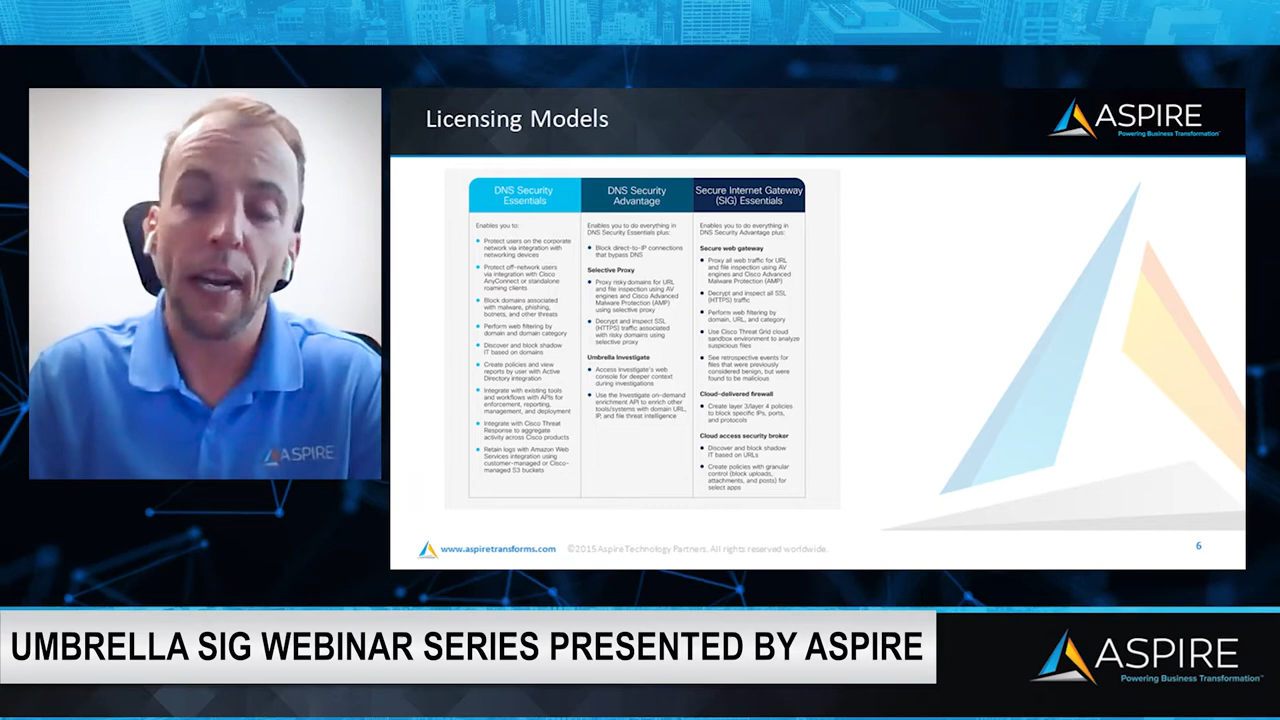 Licensing Models
ASPIRE
Powering Business Transformation™
DNS Security
Essentials
Enables you to:
Protect users on the corporate
network via integration with
networking devices
Protect off-network users
via integration with Cisco
AnyConnect or standalone
roaming clients
Block domains associated
with malware, phishing,
botnets, and other threats
Perform web filtering by
domain and domain category
Discover and block shadow
IT based on domains
Create policies and view
reports by user with Active
Directory integration
Integrate with existing tools
and workflows with APIs for
enforcement, reporting,
management, and deployment
Integrate with Cisco Threat
Response to aggregate
activity across Cisco products
Retain logs with Amazon Web
Services integration using
customer-managed or Cisco-
managed S3 buckets
DNS Security
Advantage
Enables you to do everything in
DNS Security Essentials plus:
Block direct-to-IP connections
that bypass DNS
Selective Proxy
Proxy risky domains for URL
and file inspection using AV
engines and Cisco Advanced
Malware Protection (AMP)
using selective proxy
Decrypt and inspect SSL
(HTTPS) traffic associated
with risky domains using
selective proxy
Umbrella Investigate
Access Investigate's web
console for deeper context
during investigations
Use the Investigate on-demand
enrichment API to enrich other
tools/systems with domain URL,
IP, and file threat intelligence
Secure Internet Gateway
(SIG) Essentials
Enables you to do everything in
DNS Security Advantage plus:
Secure web gateway
Proxy all web traffic for URL
and file inspection using AV
engines and Cisco Advanced
Malware Protection (AMP)
Decrypt and inspect all SSL
(HTTPS) traffic
Perform web filtering by
domain, URL, and category
Use Cisco Threat Grid cloud
sandbox environment to analyze
suspicious files
See retrospective events for
files that were previously
considered benign, but were
found to be malicious
Cloud-delivered firewall
Create layer 3/layer 4 policies
to block specific IPs, ports,
and protocols
Cloud access security broker
Discover and block shadow
IT based on URLs
Create policies with granular
control (block uploads,
attachments, and posts) for
select apps
ASPIRE
www.aspiretransforms.com ©2015 Aspire Technology Partners. All rights reserved worldwide. 6
UMBRELLA SIG WEBINAR SERIES PRESENTED BY ASPIRE
ASPIRE
Powering Business Transformation™